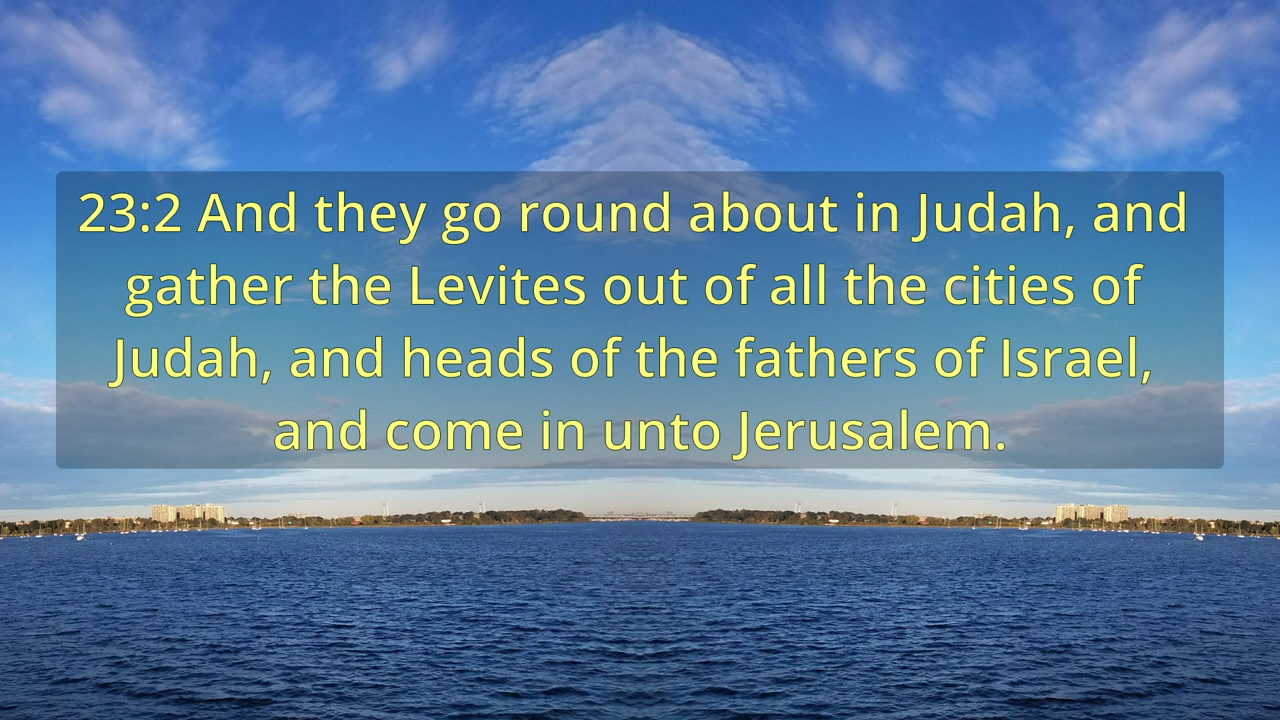 23:2 And they go round about in Judah, and
gather the Levites out of all the cities of
Judah, and heads of the fathers of Israel,
and come in unto Jerusalem.